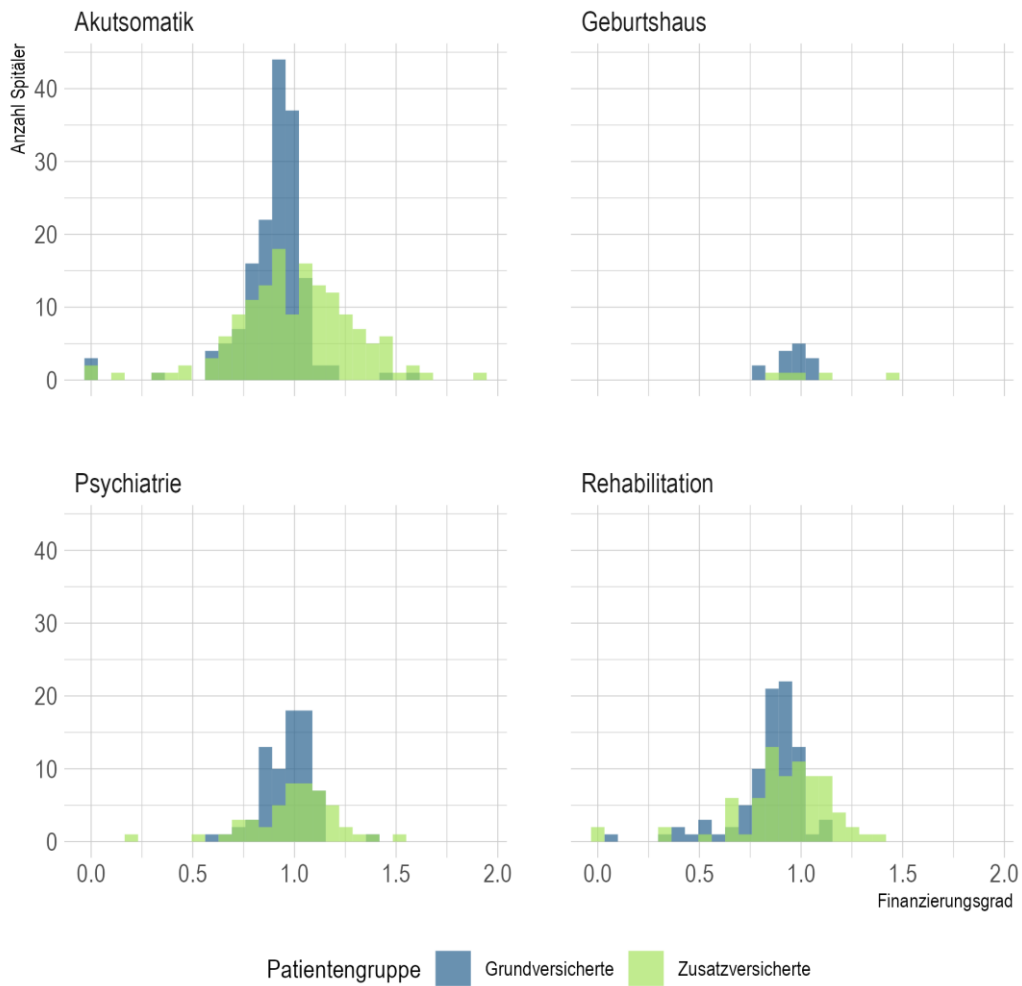 Akutsomatik
Geburtshaus
Anzahl Spitäler
40
30
20
10
0
Psychiatrie
Rehabilitation
40
30
20
10
0
0.0 0.5 1.0 1.5 2.0
0.0 0.5 1.0 1.5 2.0
Finanzierungsgrad
Patientengruppe Grundversicherte Zusatzversicherte